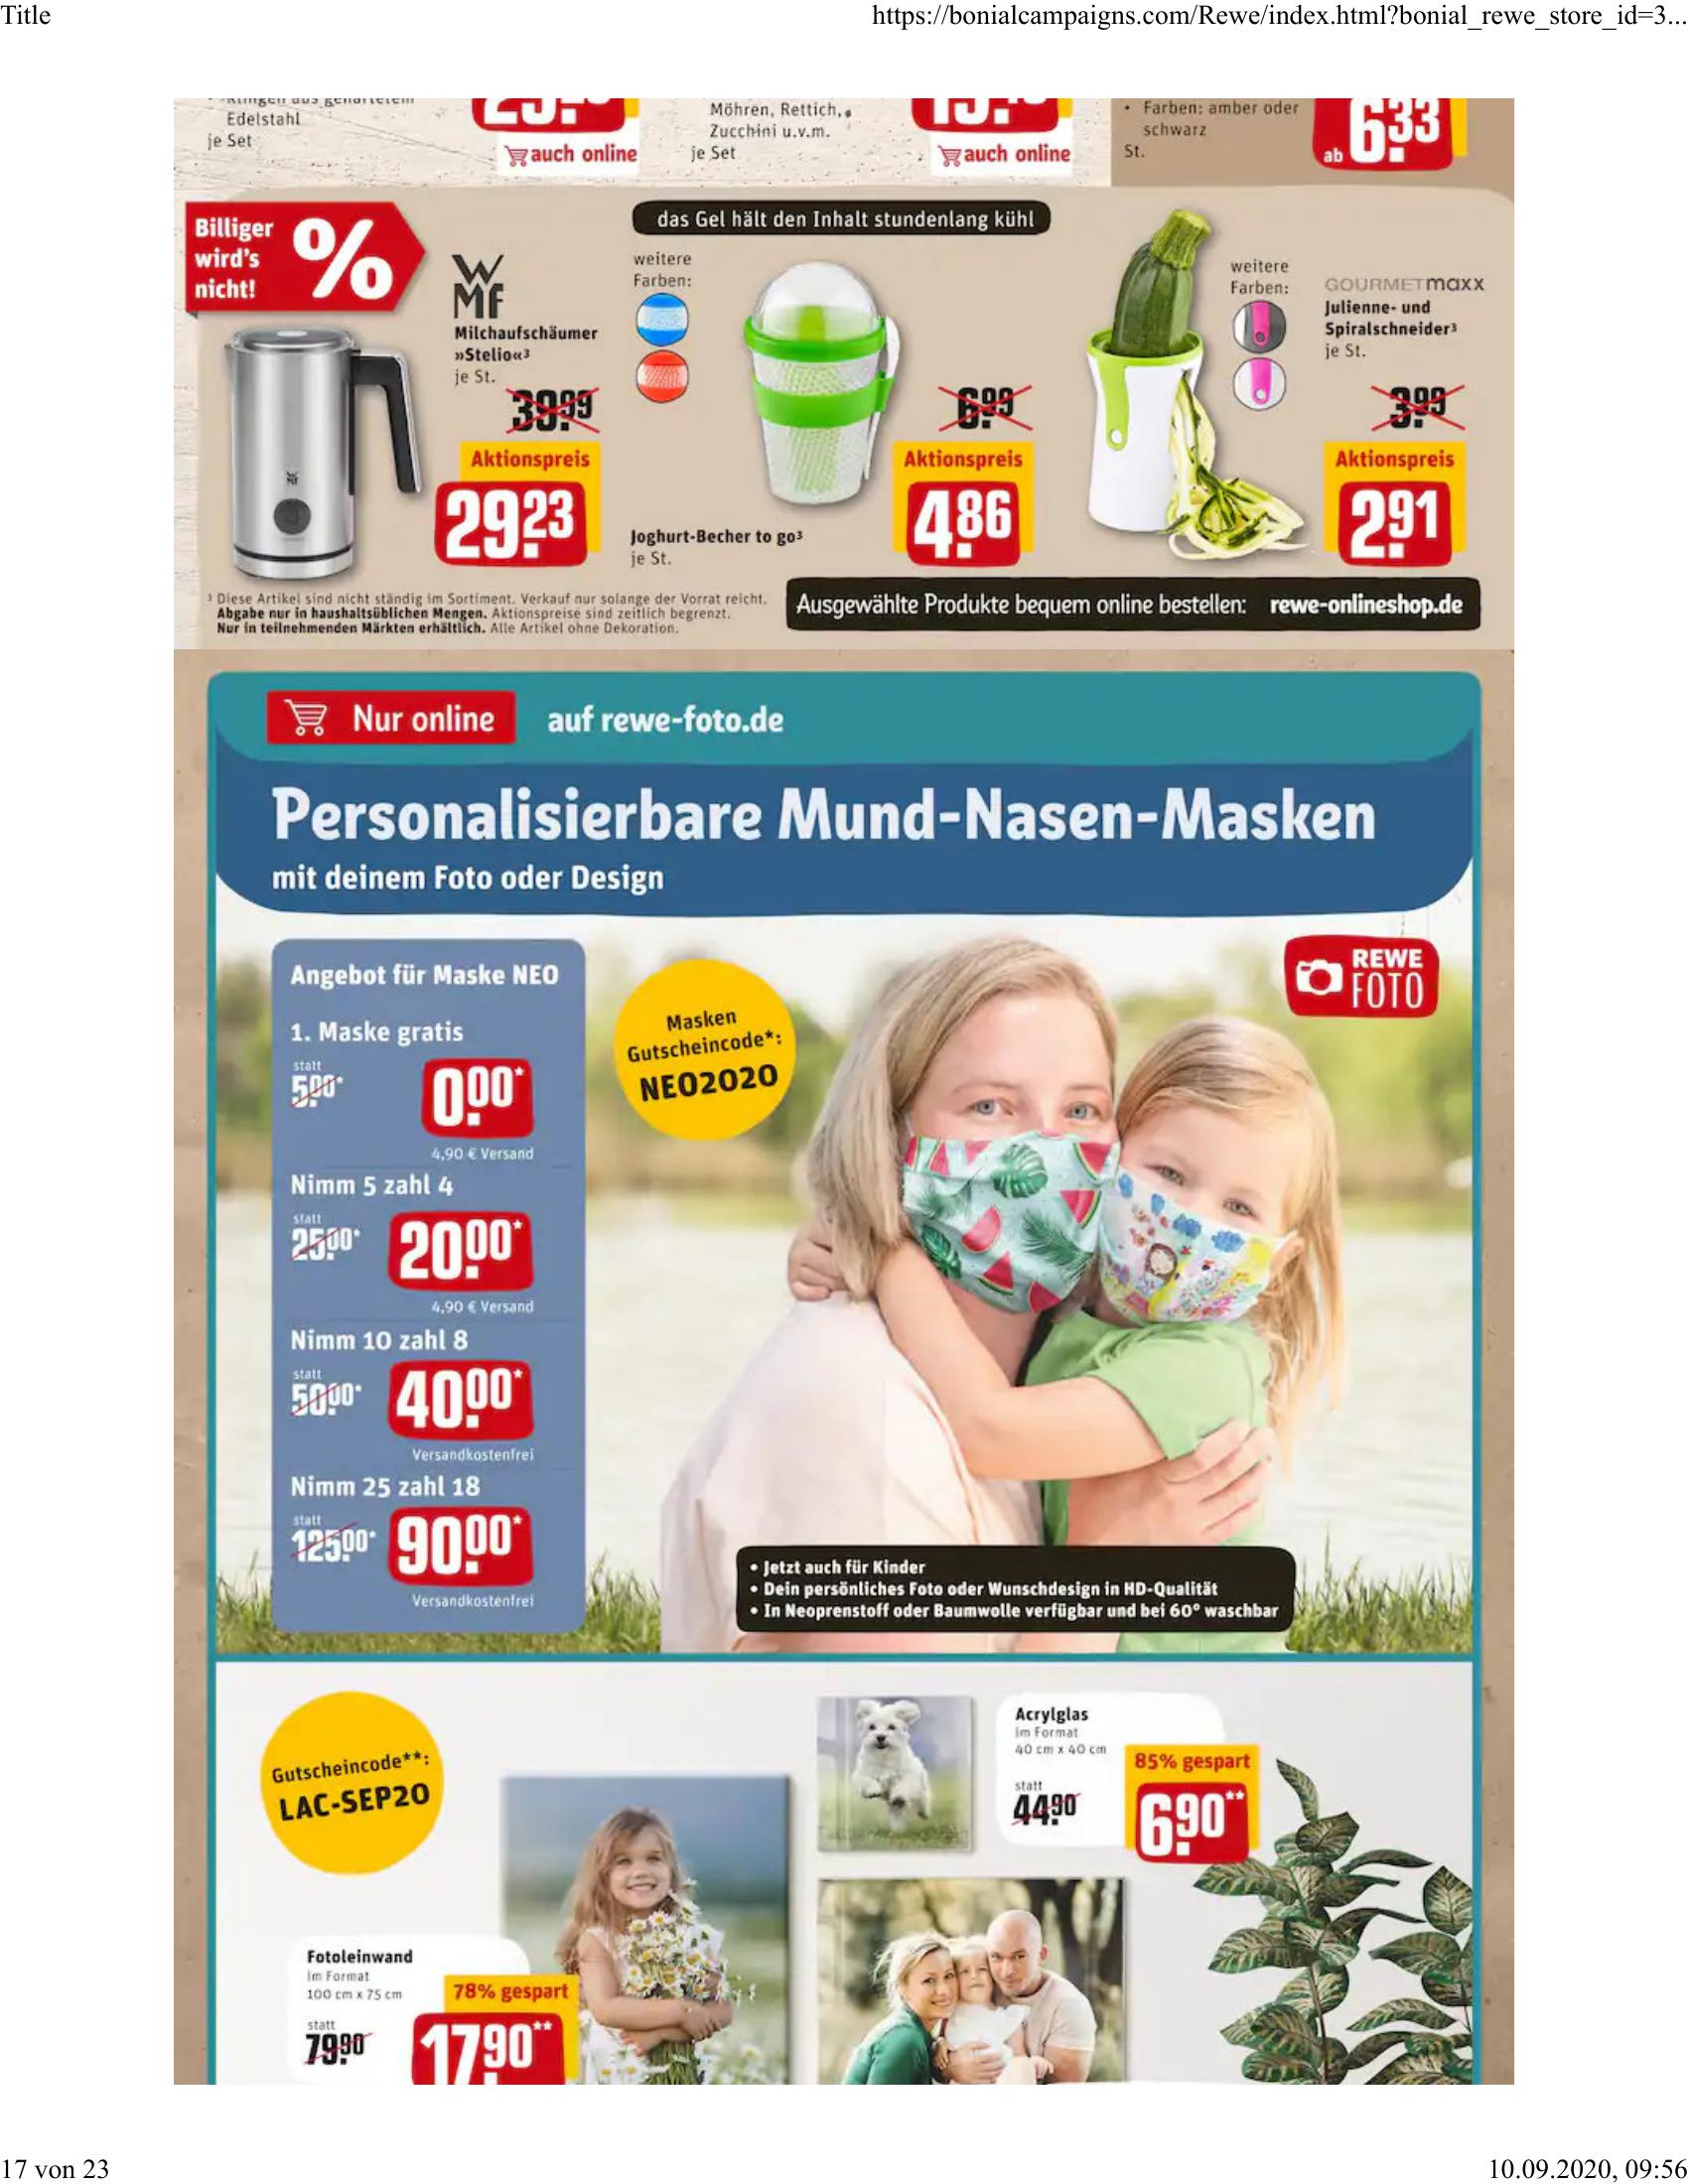 Title
https://bonialcampaigns.com/Rewe/index.html?bonial_rewe_store_id=3...
Edelstahl
je Set
auch online
Möhren, Rettich,
Zucchini u.v.m.
je Set
auch online
• Farben: amber oder
schwarz
St.
ab 6.33
Billiger
wird's
nicht!
%
WMF
Milchaufschäumer
»Stelio«³
je St.
39.99
Aktionspreis
29.23
das Gel hält den Inhalt stundenlang kühl
weitere
Farben:
Joghurt-Becher to go³
je St.
6.99
Aktionspreis
4.86
weitere
Farben:
GOURMETmaxx
Julienne- und
Spiralschneider³
je St.
3.99
Aktionspreis
2.91
³ Diese Artikel sind nicht ständig im Sortiment. Verkauf nur solange der Vorrat reicht.
Abgabe nur in haushaltsüblichen Mengen. Aktionspreise sind zeitlich begrenzt.
Nur in teilnehmenden Märkten erhältlich. Alle Artikel ohne Dekoration.
Ausgewählte Produkte bequem online bestellen: rewe-onlineshop.de
Nur online auf rewe-foto.de
Personalisierbare Mund-Nasen-Masken
mit deinem Foto oder Design
Angebot für Maske NEO
1. Maske gratis
statt
5.00*
0.00*
4,90 € Versand
Nimm 5 zahl 4
statt
25.00*
20.00*
4,90 € Versand
Nimm 10 zahl 8
statt
50.00*
40.00*
Versandkostenfrei
Nimm 25 zahl 18
statt
125.00*
90.00*
Versandkostenfrei
Masken
Gutscheincode*:
NEO2020
REWE
FOTO
• Jetzt auch für Kinder
• Dein persönliches Foto oder Wunschdesign in HD-Qualität
• In Neoprenstoff oder Baumwolle verfügbar und bei 60° waschbar
Gutscheincode**:
LAC-SEP20
Acrylglas
im Format
40 cm x 40 cm
statt
44.90
85% gespart
6.90**
Fotoleinwand
im Format
100 cm x 75 cm
statt
79.90
78% gespart
17.90**
17 von 23
10.09.2020, 09:56